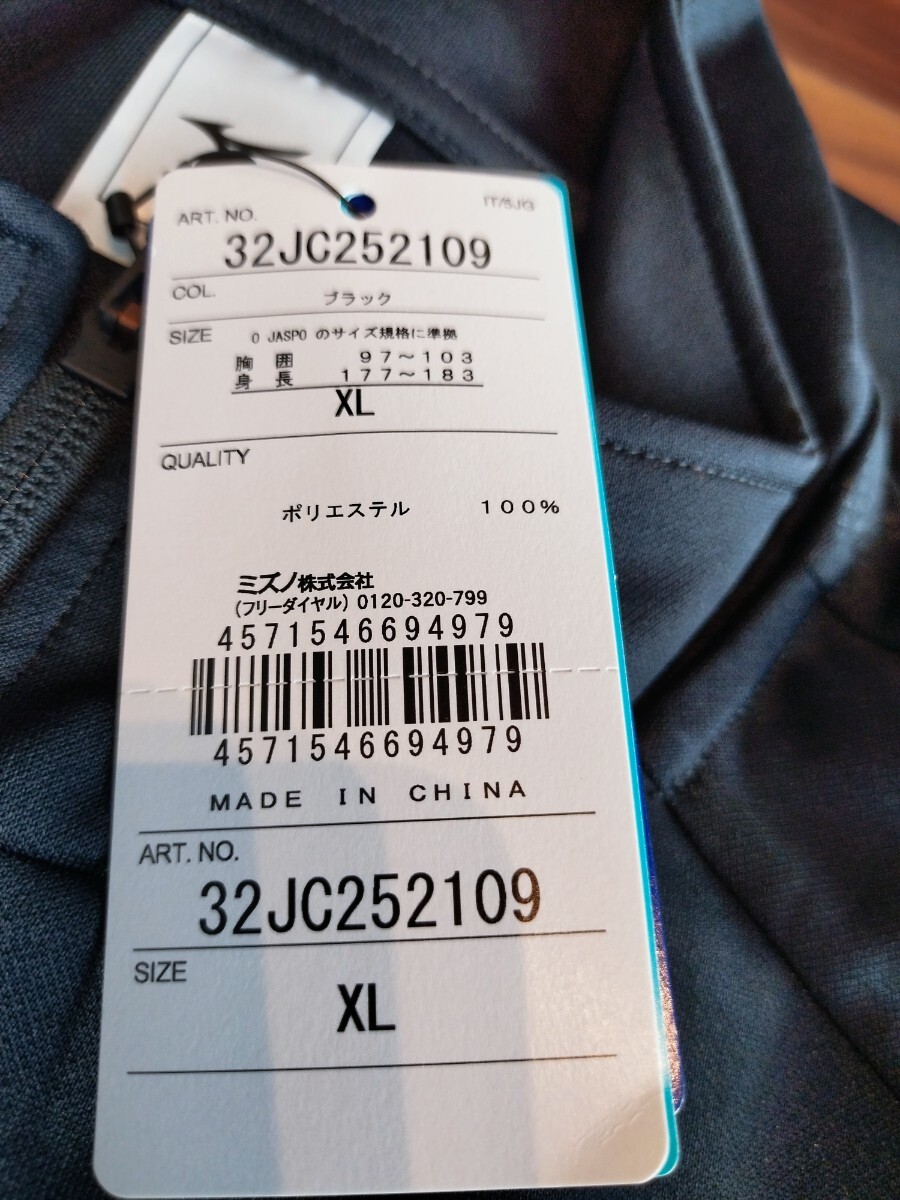 ART. NO.
32JC252109
COL.
ブラック
SIZE
O JASPO のサイズ規格に準拠
胸 囲 97～103
身 長 177～183
XL
QUALITY
ポリエステル 100%
ミズノ株式会社
(フリーダイヤル) 0120-320-799
4571546694979
4571546694979
MADE IN CHINA
ART. NO.
32JC252109
SIZE
XL